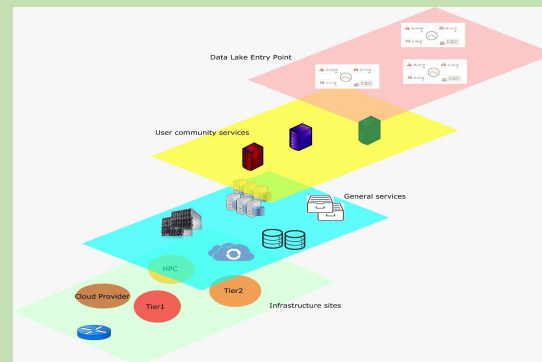 Data Lake Entry Point
User community services
General services
HPC
Cloud Provider
Tier1
Tier2
Infrastructure sites